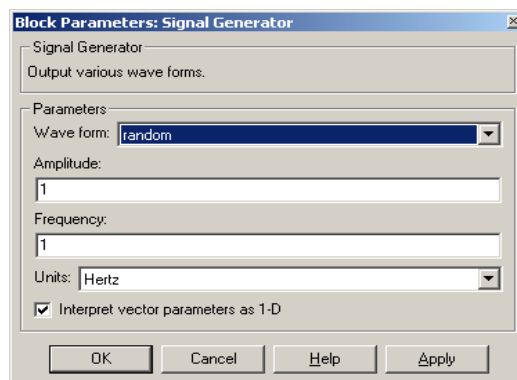 Block Parameters: Signal Generator
Signal Generator
Output various wave forms.
Parameters
Wave form: random
Amplitude:
1
Frequency:
1
Units: Hertz
Interpret vector parameters as 1-D
OK Cancel Help Apply